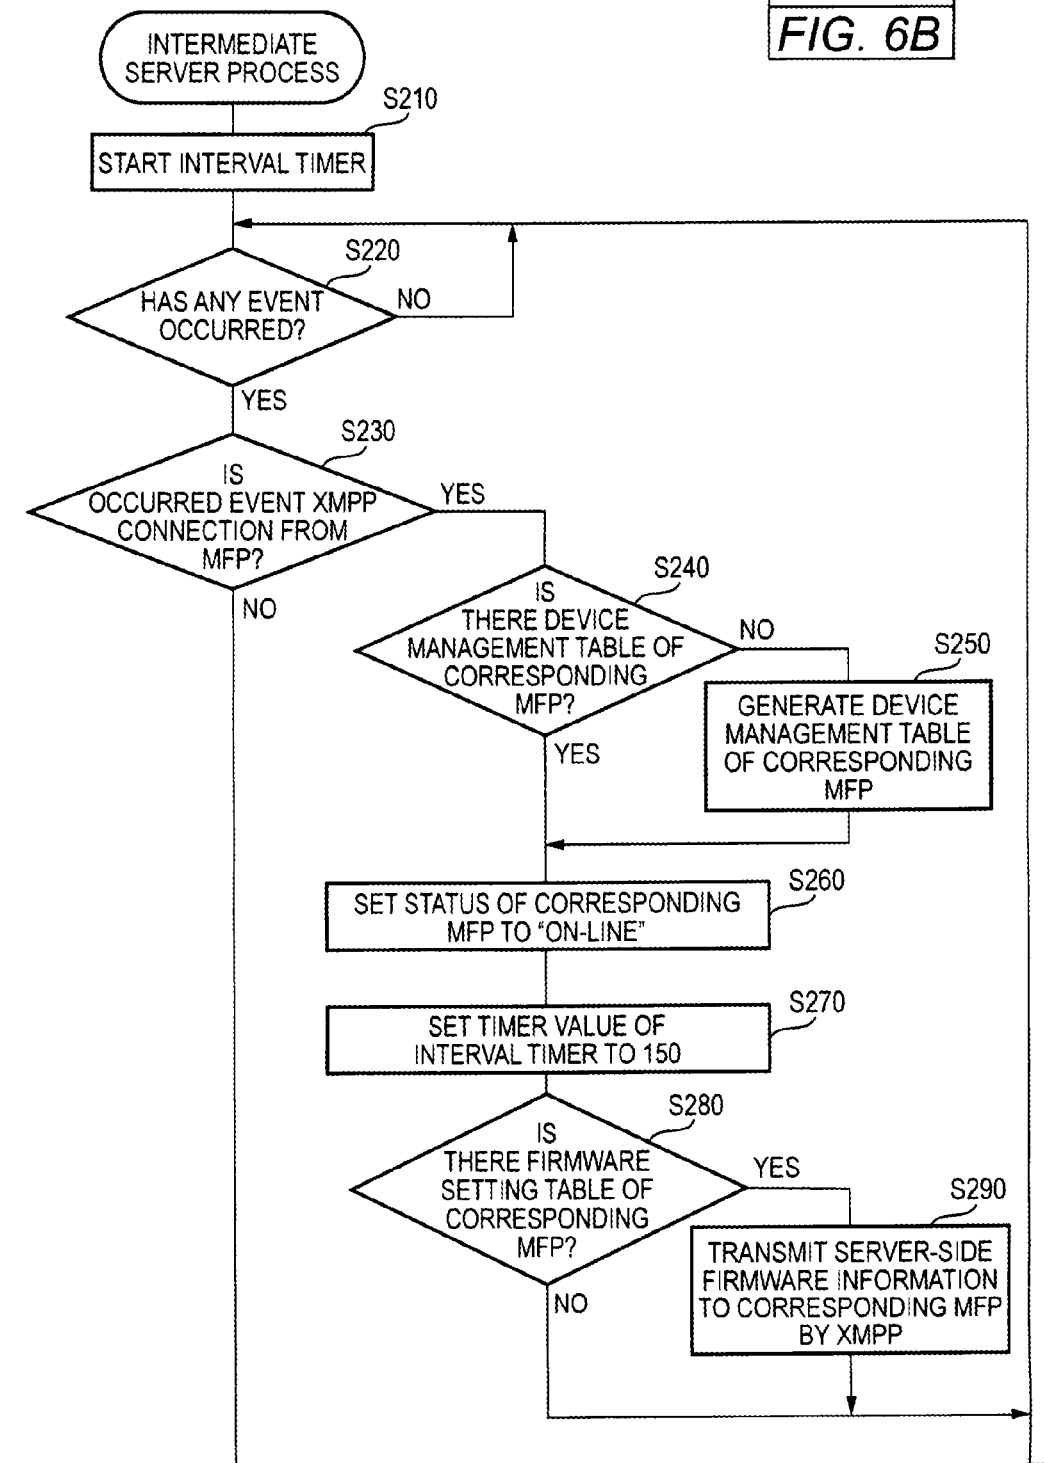 FIG. 6B
INTERMEDIATE
SERVER PROCESS
S210
START INTERVAL TIMER
S220
HAS ANY EVENT
OCCURRED?
NO
YES
S230
IS
OCCURRED EVENT XMPP
CONNECTION FROM
MFP?
YES
NO
S240
IS
THERE DEVICE
MANAGEMENT TABLE OF
CORRESPONDING
MFP?
NO
YES
S250
GENERATE DEVICE
MANAGEMENT TABLE
OF CORRESPONDING
MFP
S260
SET STATUS OF CORRESPONDING
MFP TO “ON-LINE”
S270
SET TIMER VALUE OF
INTERVAL TIMER TO 150
S280
IS
THERE FIRMWARE
SETTING TABLE OF
CORRESPONDING
MFP?
YES
NO
S290
TRANSMIT SERVER-SIDE
FIRMWARE INFORMATION
TO CORRESPONDING MFP
BY XMPP